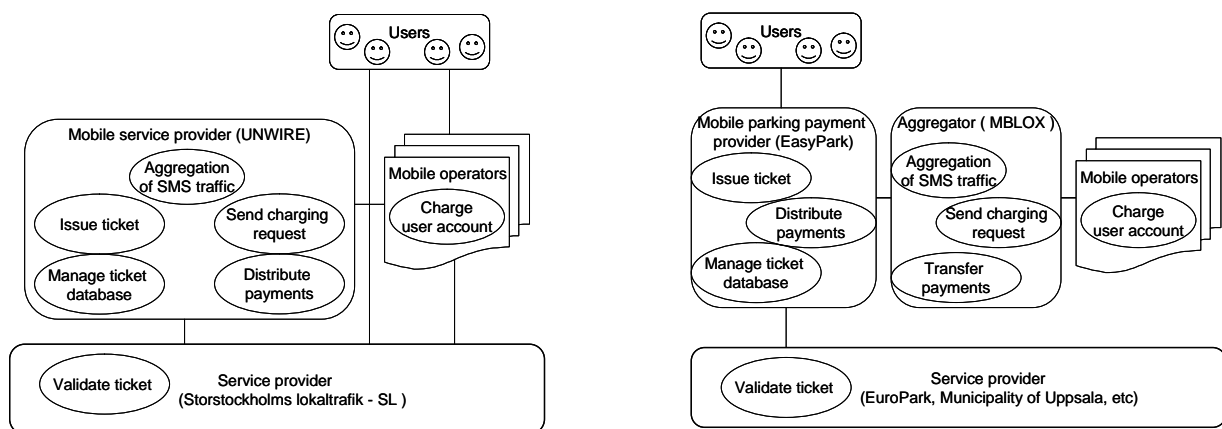 Users
Mobile service provider (UNWIRE)
Aggregation
of SMS traffic
Issue ticket
Send charging
request
Manage ticket
database
Distribute
payments
Mobile operators
Charge
user account
Validate ticket
Service provider
(Storstockholms lokaltrafik - SL )
Users
Mobile parking payment
provider (EasyPark)
Issue ticket
Distribute
payments
Manage ticket
database
Aggregator ( MBLOX )
Aggregation
of SMS traffic
Send charging
request
Transfer
payments
Mobile operators
Charge
user account
Validate ticket
Service provider
(EuroPark, Municipality of Uppsala, etc)